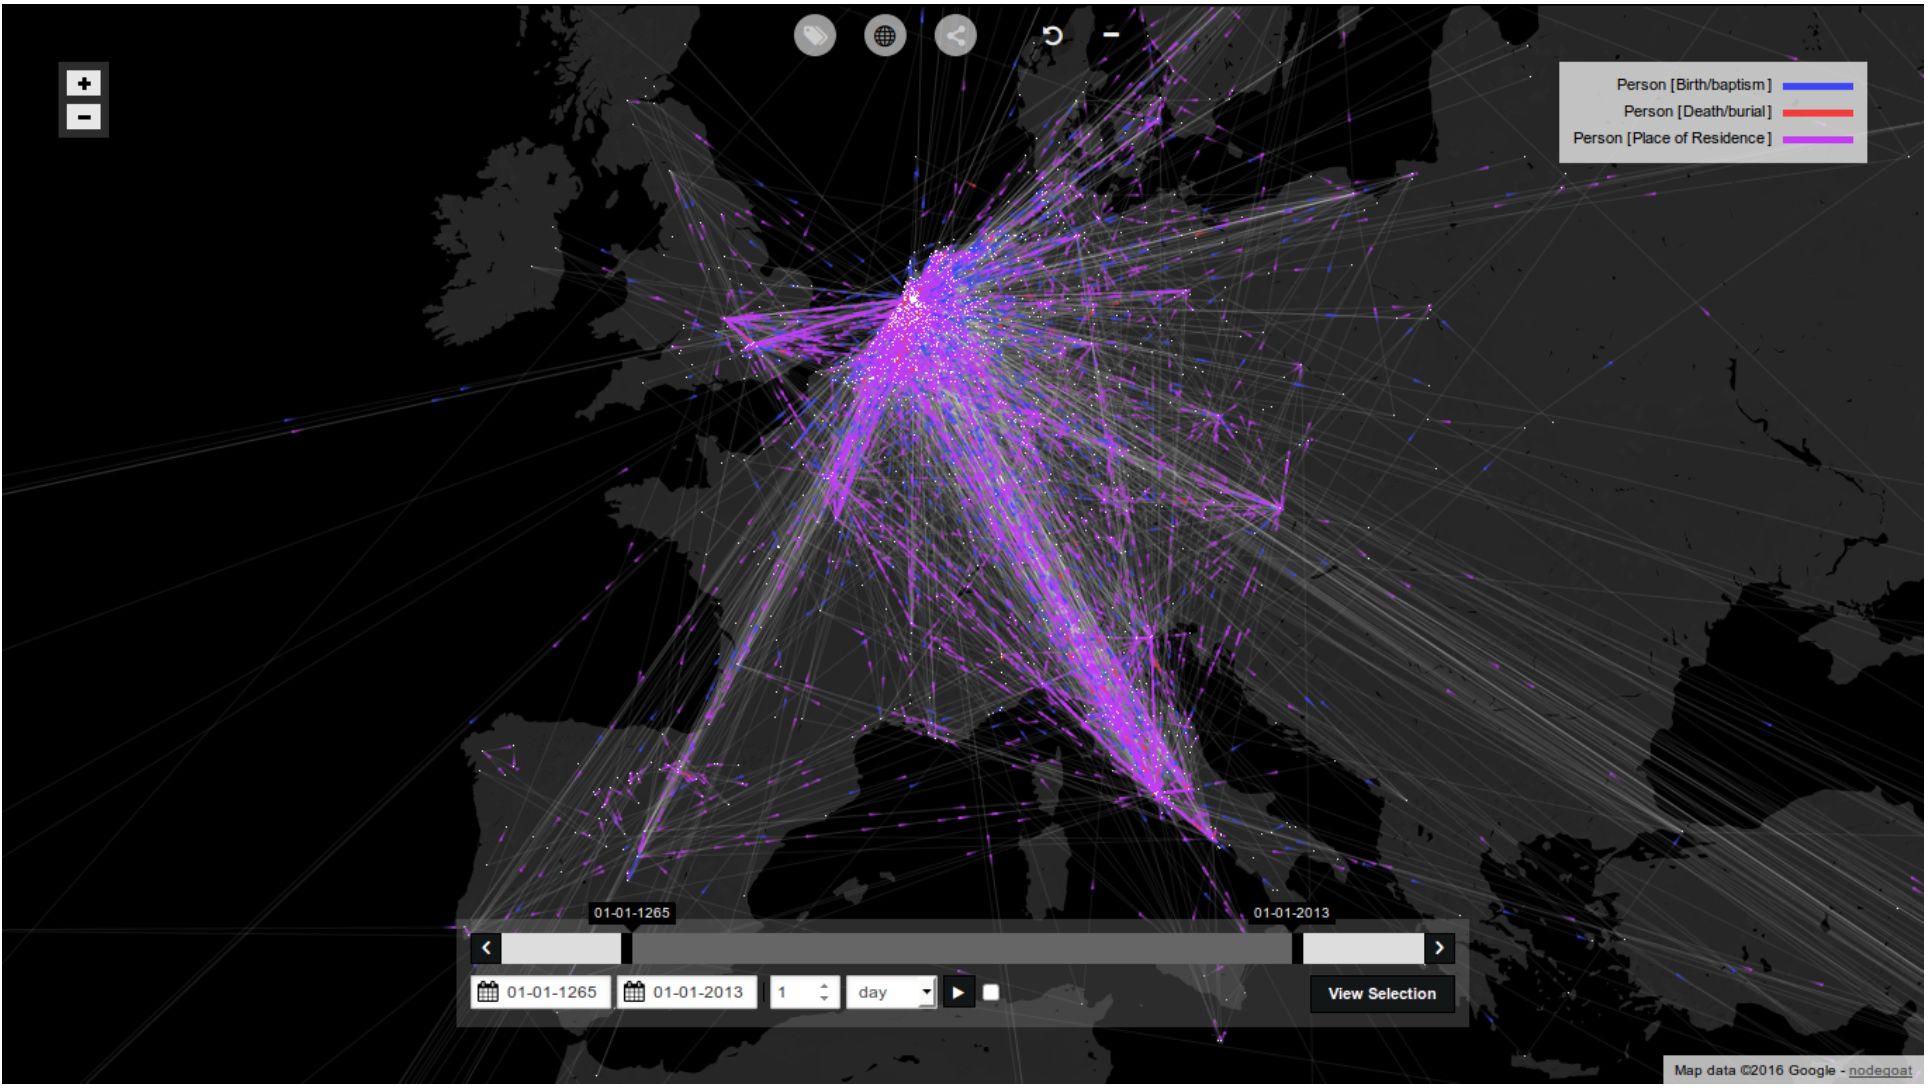 +
-
Person [Birth/baptism]
Person [Death/burial]
Person [Place of Residence]
01-01-1265
01-01-2013
01-01-1265
01-01-2013
1
day
View Selection
Map data ©2016 Google - nodegoat